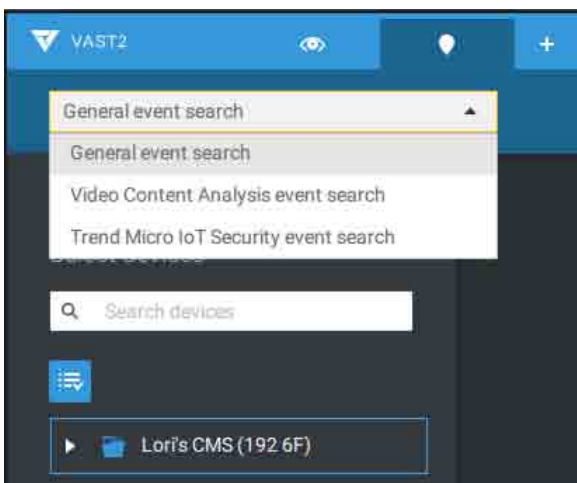 VAST2
General event search
General event search
Video Content Analysis event search
Trend Micro IoT Security event search
Search devices
Lori's CMS (192 6F)